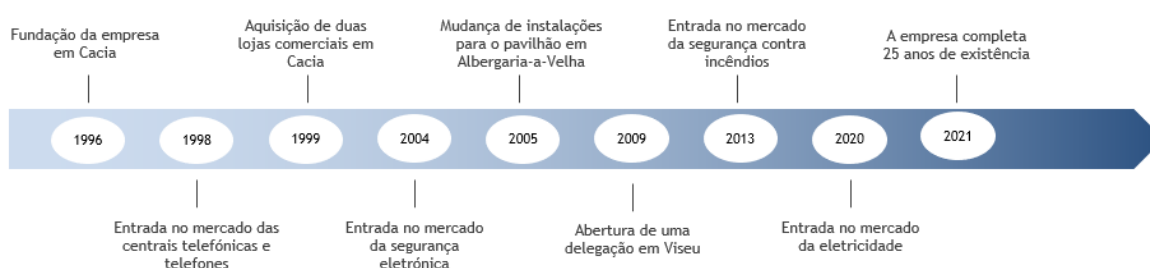 Fundação da empresa
em Cacia
Aquisição de duas
lojas comerciais em
Cacia
Mudança de instalações
para o pavilhão em
Albergaria-a-Velha
Entrada no mercado
da segurança contra
incêndios
A empresa completa
25 anos de existência
1996
1998
1999
2004
2005
2009
2013
2020
2021
Entrada no mercado das
centrais telefónicas e
telefones
Entrada no mercado
da segurança
eletrónica
Abertura de uma
delegação em Viseu
Entrada no mercado
da eletricidade